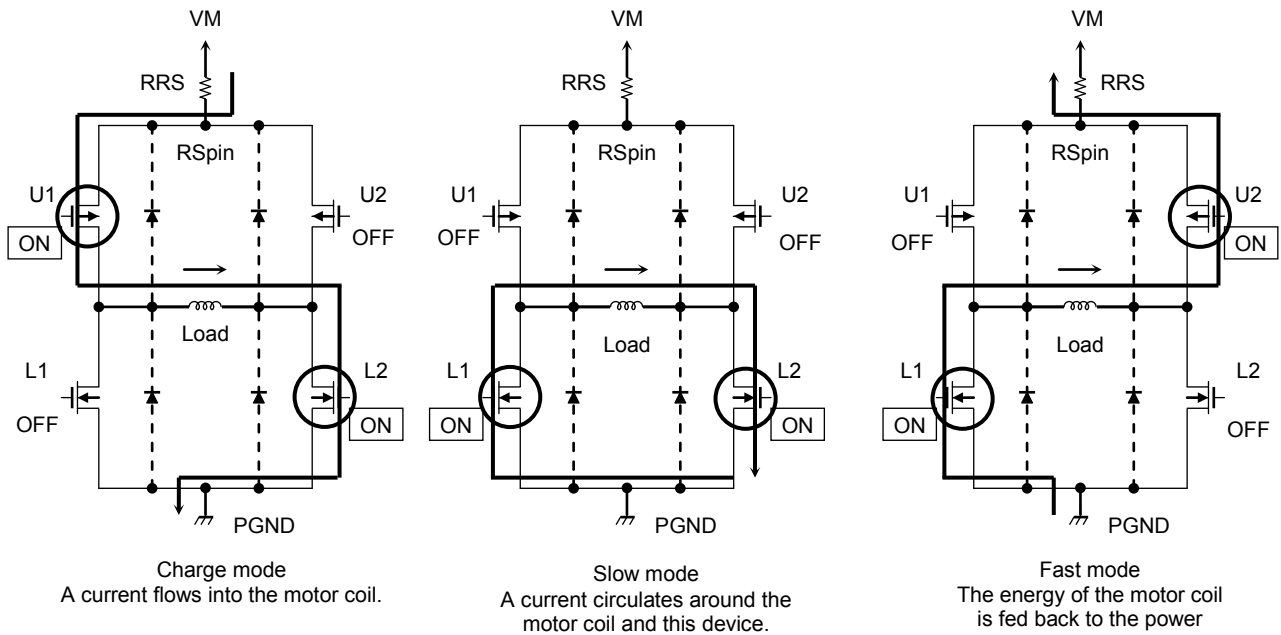 VM
RRS
RSpin
U1
U2
ON
OFF
Load
L1
L2
OFF
ON
PGND
Charge mode
A current flows into the motor coil.
VM
RRS
RSpin
U1
U2
OFF
OFF
Load
L1
L2
ON
ON
PGND
Slow mode
A current circulates around the
motor coil and this device.
VM
RRS
RSpin
U1
U2
OFF
ON
Load
L1
L2
ON
OFF
PGND
Fast mode
The energy of the motor coil
is fed back to the power